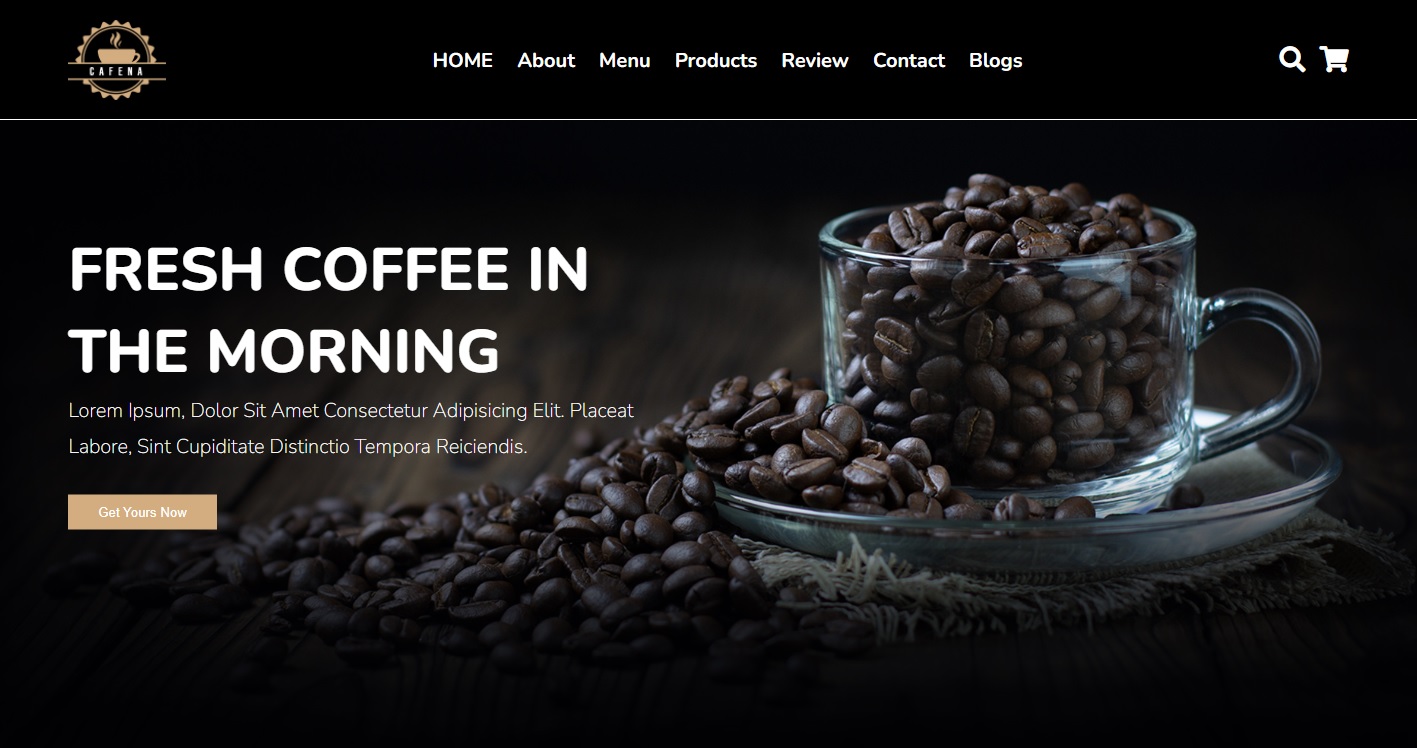 CAFENA
HOME About Menu Products Review Contact Blogs
FRESH COFFEE IN
THE MORNING
Lorem Ipsum, Dolor Sit Amet Consectetur Adipisicing Elit. Placeat
Labore, Sint Cupiditate Distinctio Tempora Reiciendis.
Get Yours Now